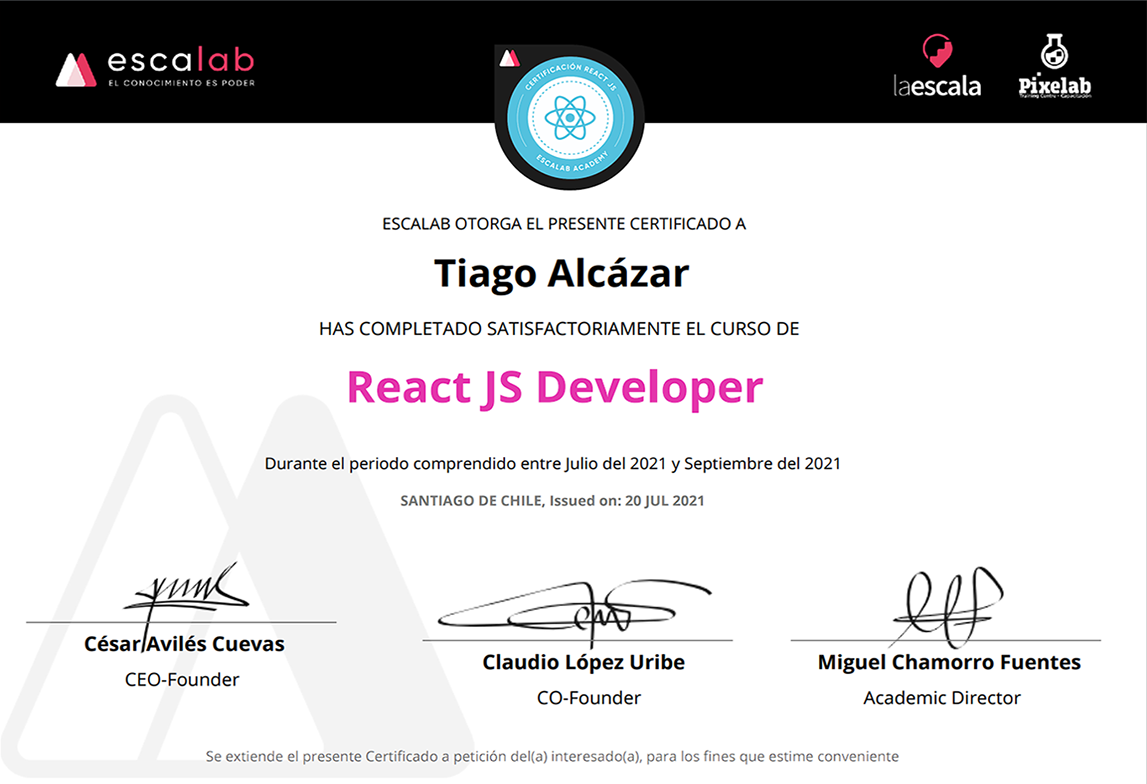 escalab
EL CONOCIMIENTO ES PODER
CERTIFICACIÓN REACT JS
ESCALAB ACADEMY
laescala
Pixelab
Training Centre - Capacitación
ESCALAB OTORGA EL PRESENTE CERTIFICADO A
Tiago Alcázar
HAS COMPLETADO SATISFACTORIAMENTE EL CURSO DE
React JS Developer
Durante el periodo comprendido entre Julio del 2021 y Septiembre del 2021
SANTIAGO DE CHILE, Issued on: 20 JUL 2021
César Avilés Cuevas
CEO-Founder
Claudio López Uribe
CO-Founder
Miguel Chamorro Fuentes
Academic Director
Se extiende el presente Certificado a petición del(a) interesado(a), para los fines que estime conveniente